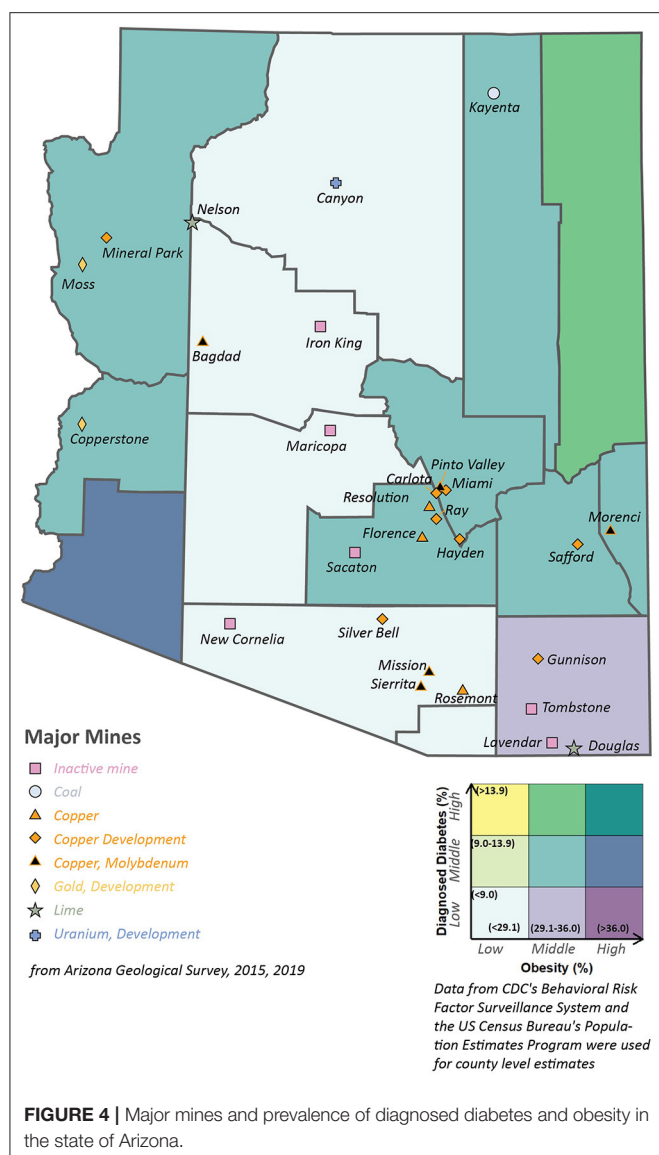 Kayenta
Canyon
Nelson
Mineral Park
Moss
Iron King
Bagdad
Copperstone
Maricopa
Pinto Valley
Carlota
Miami
Resolution
Ray
Morenci
Florence
Hayden
Safford
Sacaton
Silver Bell
New Cornelia
Gunnison
Mission
Sierrita
Rosemont
Tombstone
Lavendar
Douglas
Major Mines
Inactive mine
Coal
Copper
Copper Development
Copper, Molybdenum
Gold, Development
Lime
Uranium, Development
from Arizona Geological Survey, 2015, 2019
Diagnosed Diabetes (%)
High
Middle
Low
(>13.9)
(9.0-13.9)
(<9.0)
(<29.1)
(29.1-36.0)
(>36.0)
Low
Middle
High
Obesity (%)
Data from CDC's Behavioral Risk
Factor Surveillance System and
the US Census Bureau's Popula-
tion Estimates Program were used
for county level estimates
FIGURE 4 | Major mines and prevalence of diagnosed diabetes and obesity in
the state of Arizona.